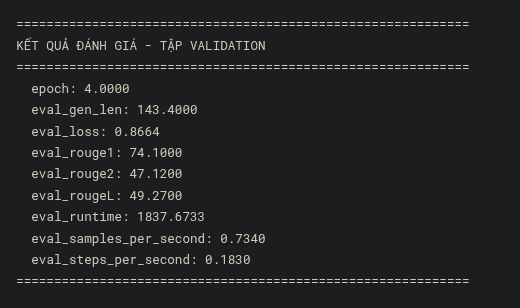 ============================================================
KẾT QUẢ ĐÁNH GIÁ - TẬP VALIDATION
============================================================
epoch: 4.0000
eval_gen_len: 143.4000
eval_loss: 0.8664
eval_rouge1: 74.1000
eval_rouge2: 47.1200
eval_rougeL: 49.2700
eval_runtime: 1837.6733
eval_samples_per_second: 0.7340
eval_steps_per_second: 0.1830
============================================================